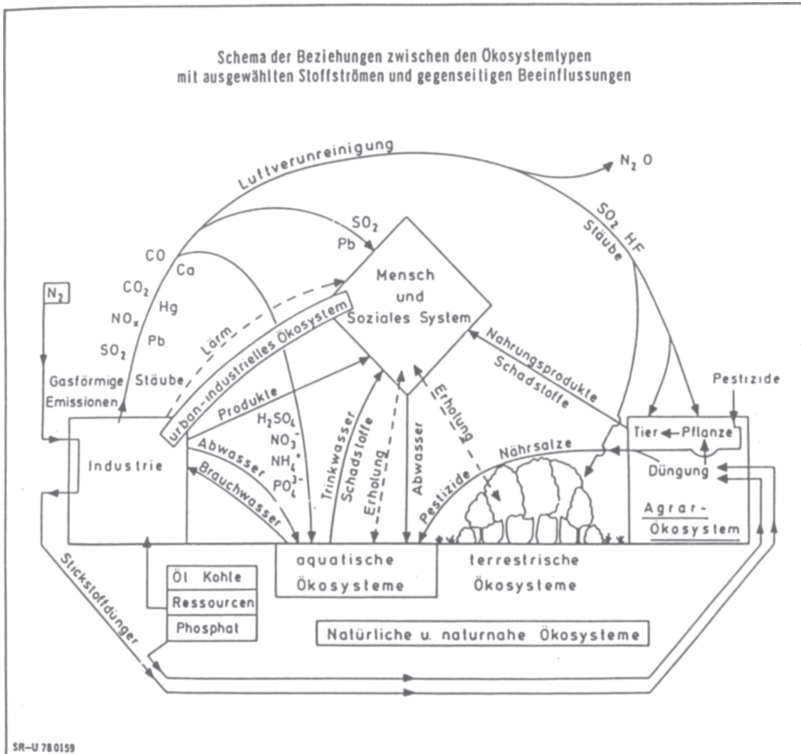 Schema der Beziehungen zwischen den Ökosystemtypen
mit ausgewählten Stoffströmen und gegenseitigen Beeinflussungen
Luftverunreinigung
N₂O
SO₂ HF
Stäube
SO₂
Pb
CO
Ca
CO₂
Hg
NOₓ
Pb
SO₂
Stäube
Gasförmige
Emissionen
N₂
Mensch
und
Soziales System
Lärm
urban-industrielles Ökosystem
Produkte
Abwasser
Brauchwasser
H₂SO₄
NO₃⁻
NH₄⁺
PO₄³⁻
Trinkwasser
Schadstoffe
Erholung
Abwasser
Erholung
Nahrungsprodukte
Schadstoffe
Pestizide
Nährsalze
Pestizide
Tier
Pflanze
Düngung
Agrar-
Ökosystem
Industrie
aquatische
Ökosysteme
terrestrische
Ökosysteme
Öl Kohle
Ressourcen
Phosphat
Natürliche u. naturnahe Ökosysteme
Stickstoffdünger
SR-U 780159